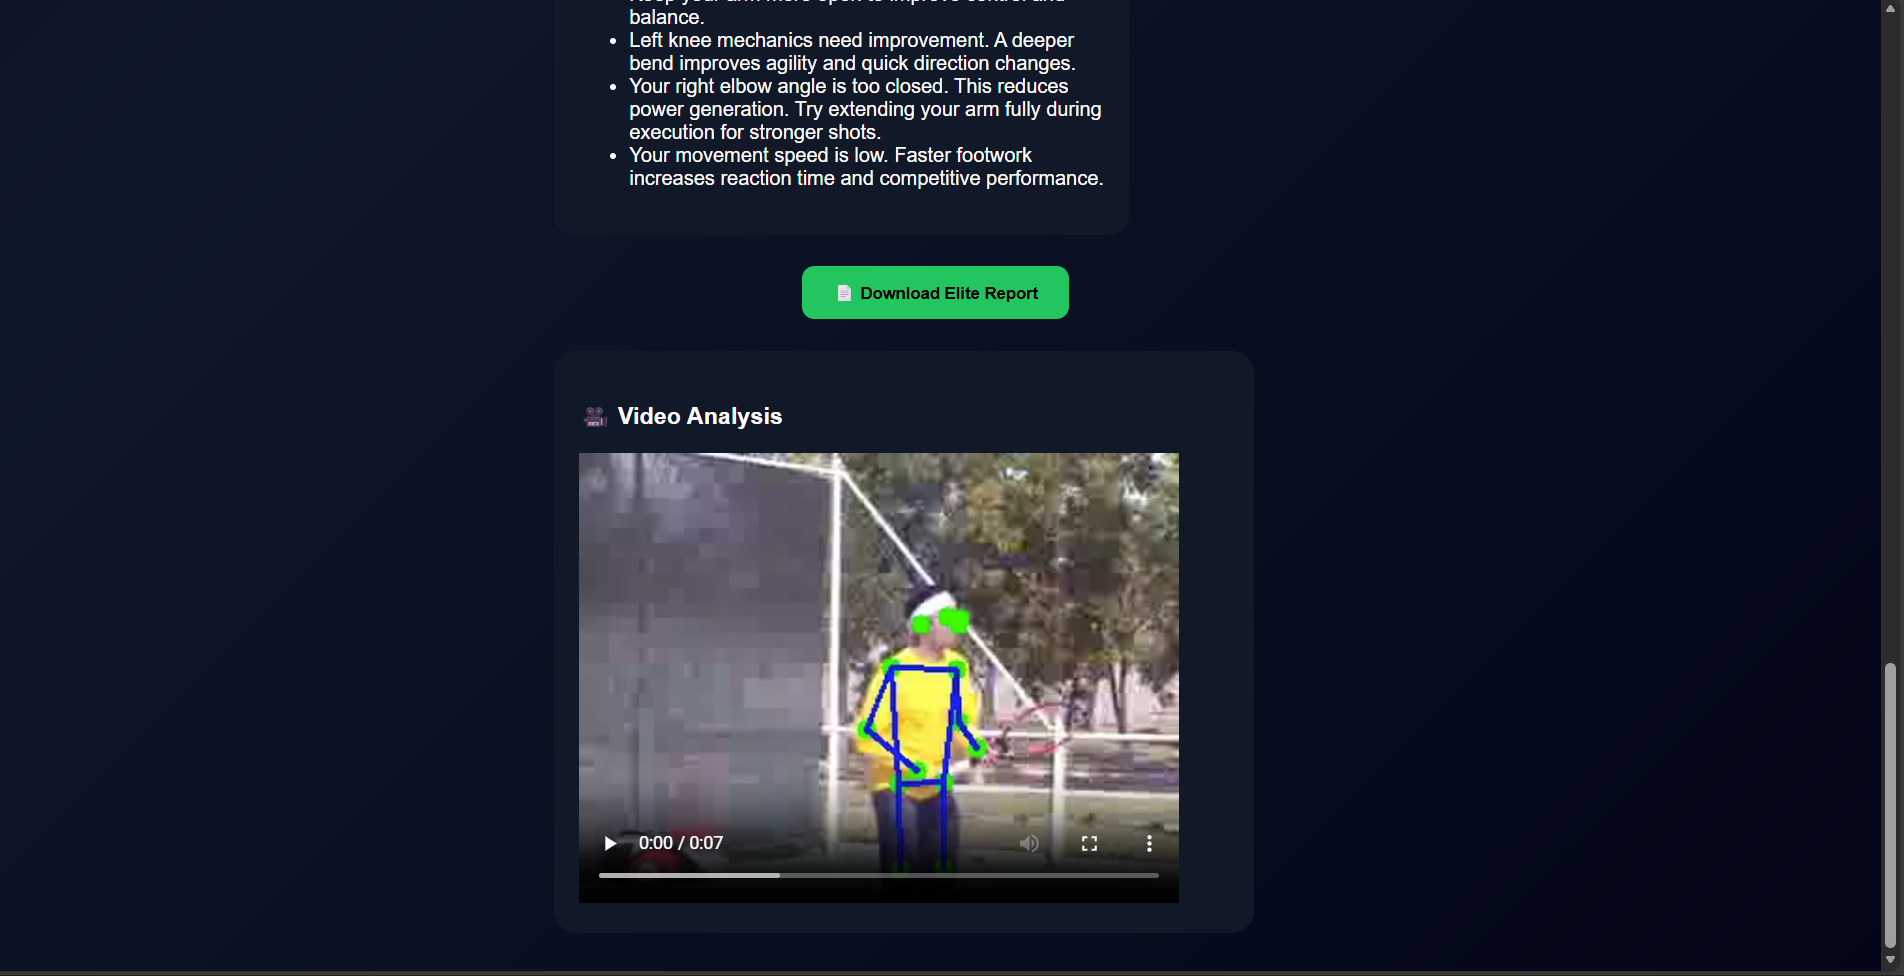 balance.
Left knee mechanics need improvement. A deeper
bend improves agility and quick direction changes.
Your right elbow angle is too closed. This reduces
power generation. Try extending your arm fully during
execution for stronger shots.
Your movement speed is low. Faster footwork
increases reaction time and competitive performance.
Download Elite Report
Video Analysis
0:00 / 0:07